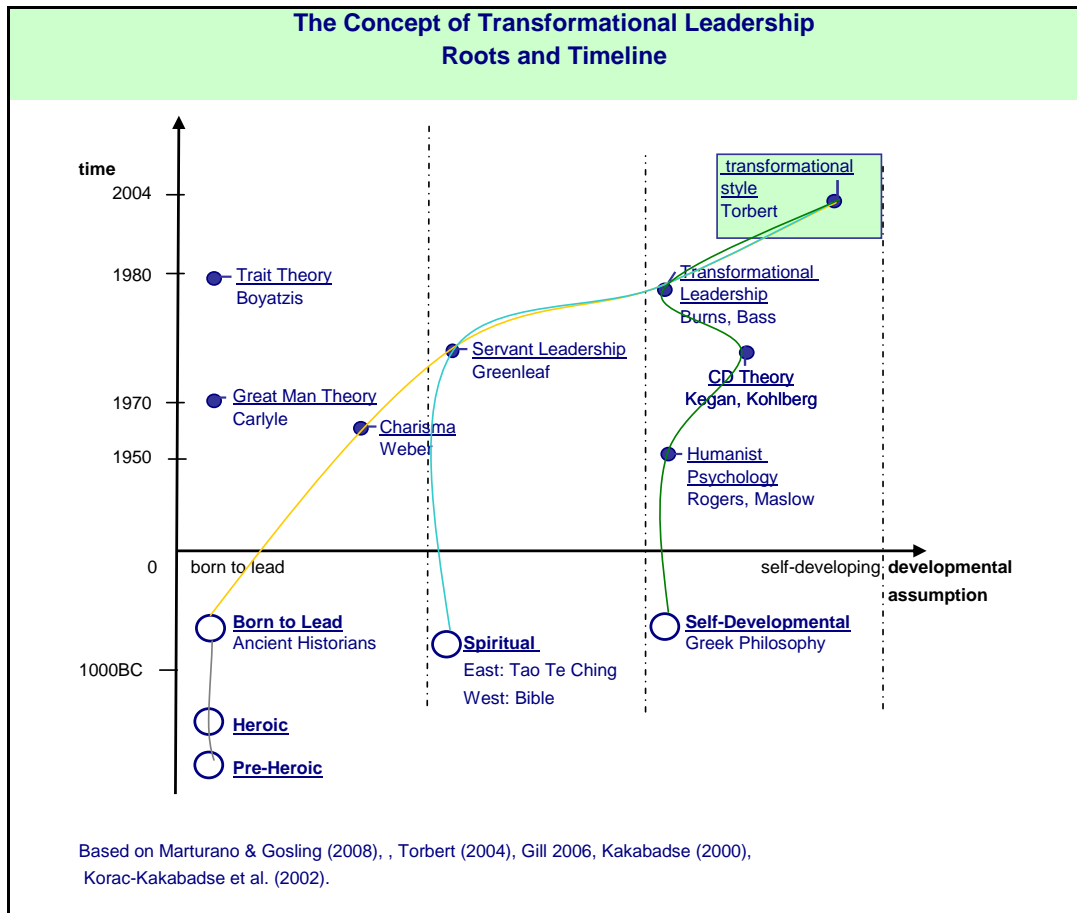 The Concept of Transformational Leadership
Roots and Timeline
time
2004
transformational
style
Torbert
1980
Trait Theory
Boyatzis
Transformational
Leadership
Burns, Bass
Servant Leadership
Greenleaf
CD Theory
Kegan, Kohlberg
1970
Great Man Theory
Carlyle
Charisma
Weber
1950
Humanist
Psychology
Rogers, Maslow
0
born to lead
self-developing
developmental
assumption
Born to Lead
Ancient Historians
Spiritual
East: Tao Te Ching
West: Bible
Self-Developmental
Greek Philosophy
1000BC
Heroic
Pre-Heroic
Based on Marturano & Gosling (2008), , Torbert (2004), Gill 2006, Kakabadse (2000),
Korac-Kakabadse et al. (2002).